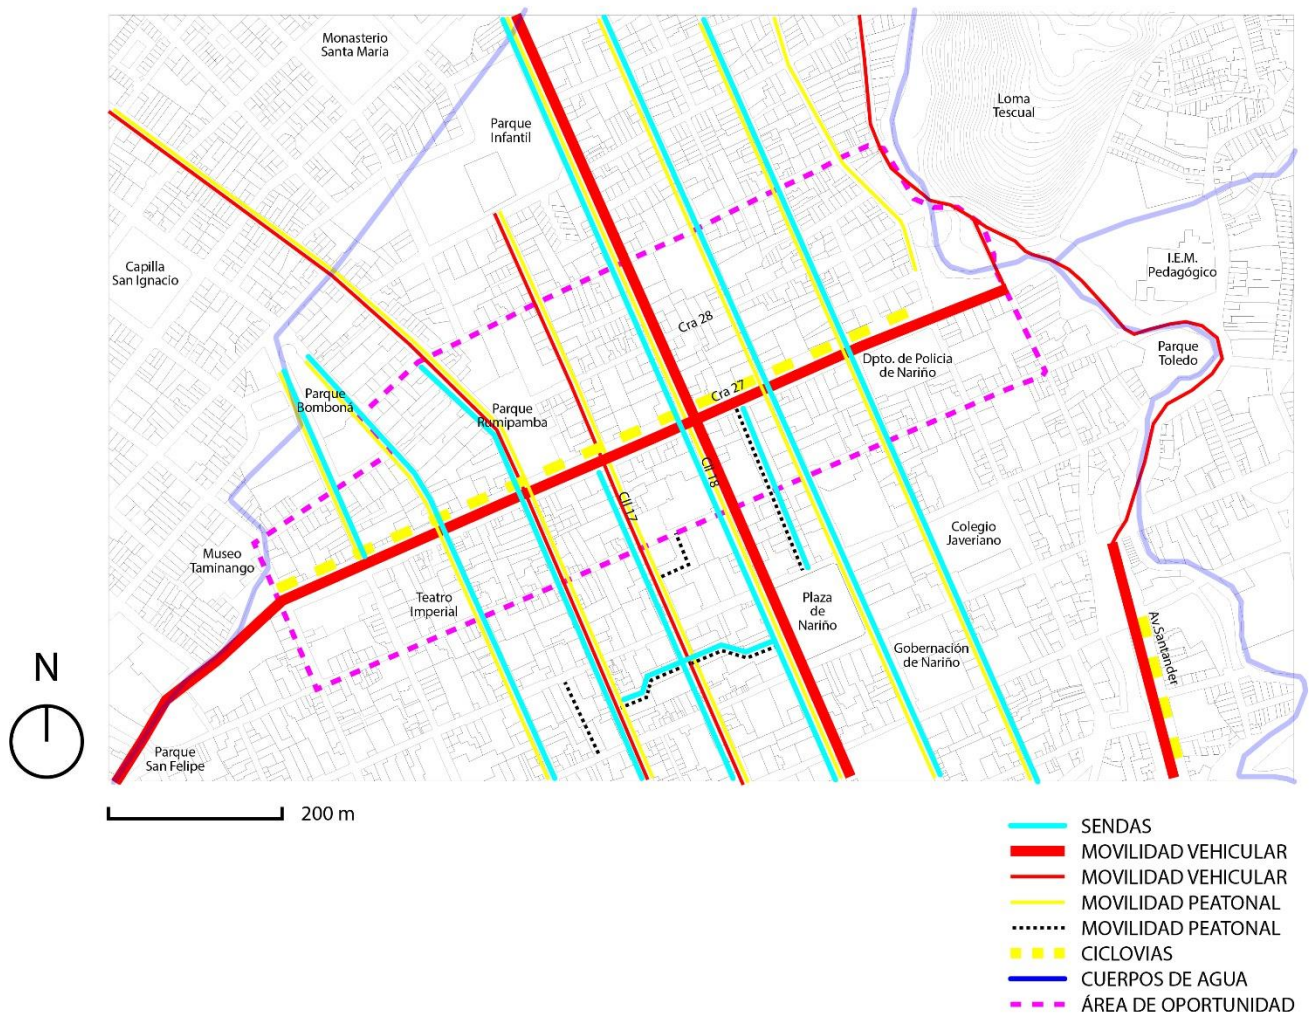 Monasterio
Santa Maria
Parque
Infantil
Loma
Tescual
Capilla
San Ignacio
I.E.M.
Pedagógico
Cra 28
Parque
Toledo
Dpto. de Policia
de Nariño
Cra 27
Parque
Bomboná
Parque
Rumipamba
Cll 18
Cll 17
Colegio
Javeriano
Museo
Taminango
Teatro
Imperial
Plaza
de
Nariño
Gobernación
de Nariño
Av.Santander
N
Parque
San Felipe
200 m
SENDAS
MOVILIDAD VEHICULAR
MOVILIDAD VEHICULAR
MOVILIDAD PEATONAL
MOVILIDAD PEATONAL
CICLOVIAS
CUERPOS DE AGUA
ÁREA DE OPORTUNIDAD